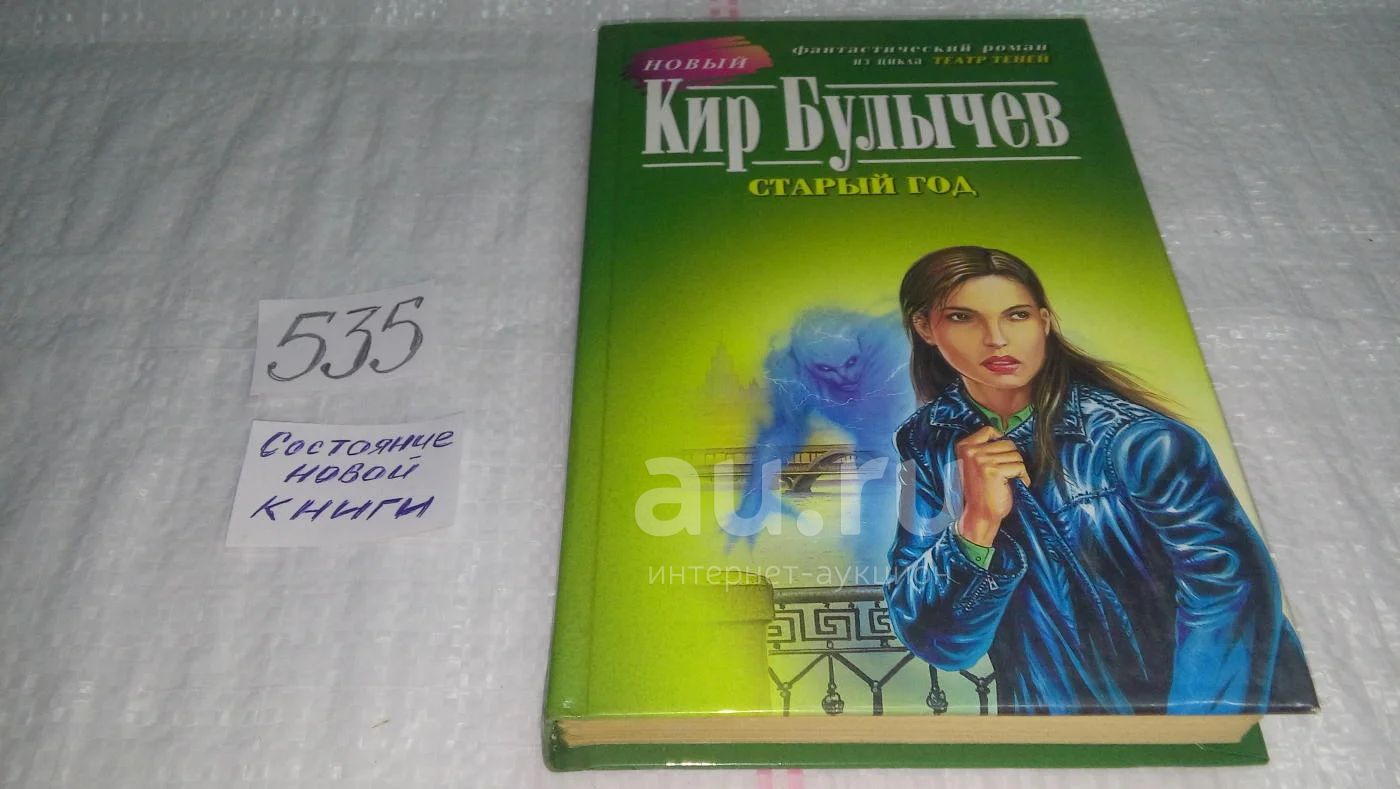 535
Состояние
новой
книги
НОВЫЙ
фантастический роман
из цикла ТЕАТР ТЕНЕЙ
Кир Булычев
СТАРЫЙ ГОД
au.ru
интернет-аукцион